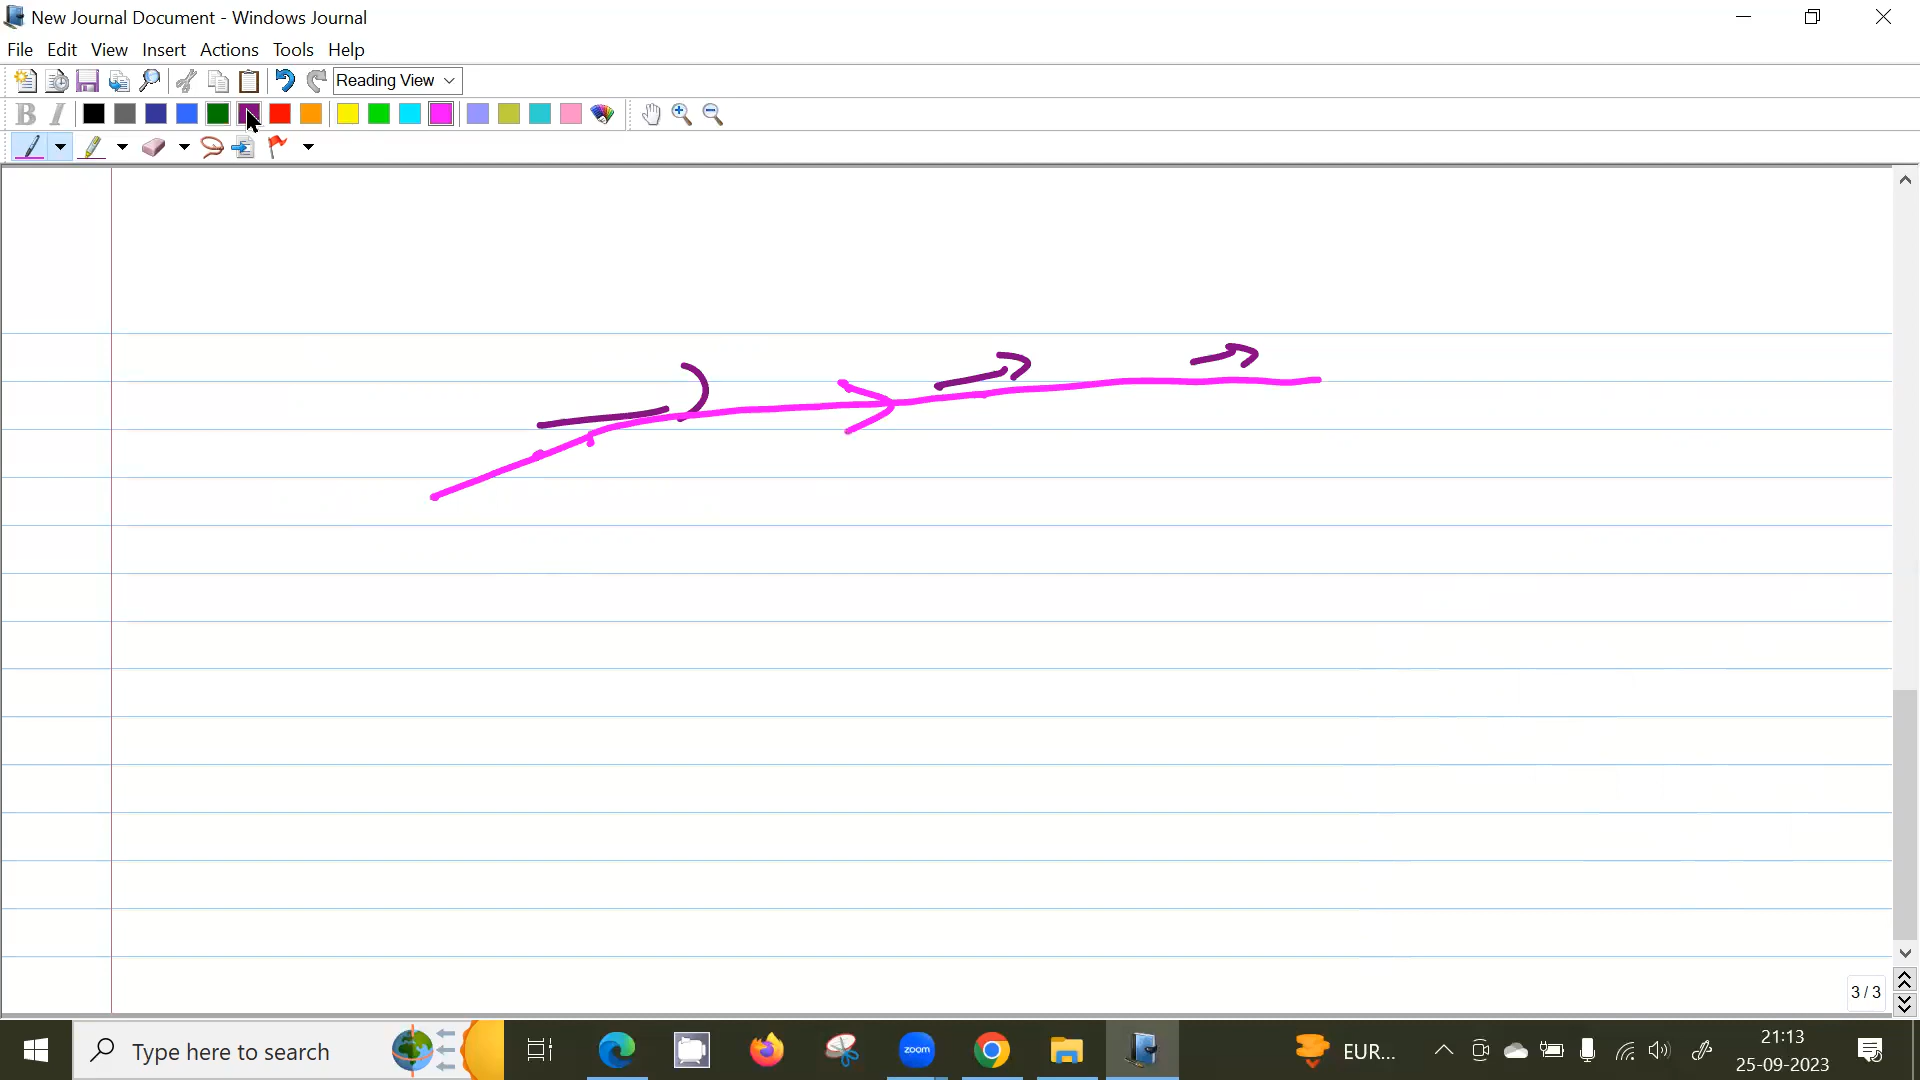 New Journal Document - Windows Journal
File Edit View Insert Actions Tools Help
Reading View
B I
3 / 3
Type here to search
zoom
EUR...
21:13
25-09-2023